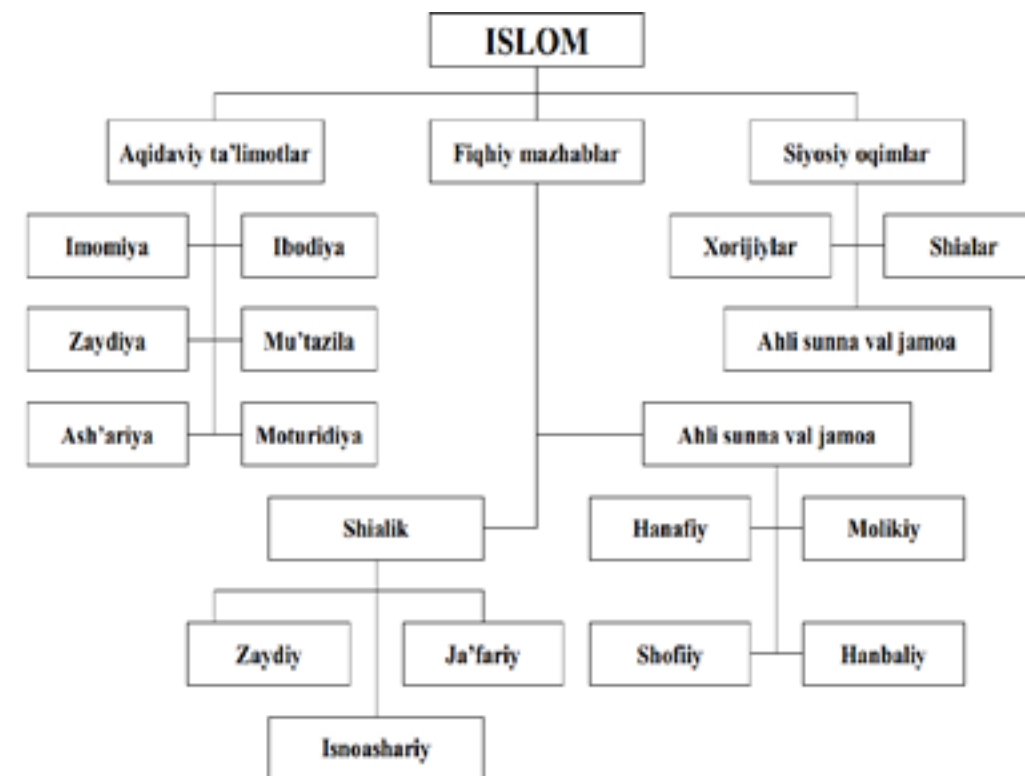 ISLOM
Aqidaviy ta’limotlar
Fiqhiy mazhablar
Siyosiy oqimlar
Imomiya
Ibodiya
Xorijiylar
Shialar
Zaydiya
Mu’tazila
Ahli sunna val jamoa
Ash’ariya
Moturidiya
Ahli sunna val jamoa
Shialik
Hanafiy
Molikiy
Zaydiy
Ja’fariy
Shofiiy
Hanbaliy
Isnoashariy